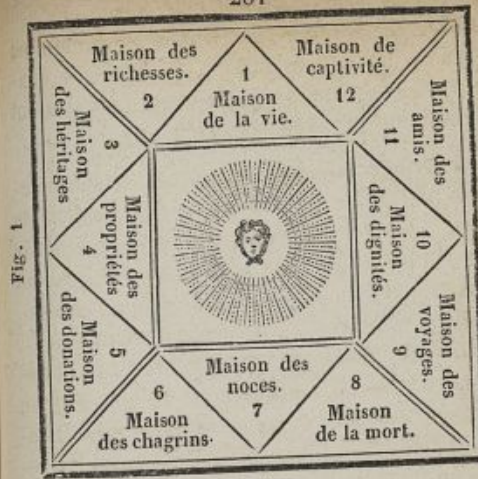 Maison des
richesses.
2
1
Maison
de la vie.
Maison de
captivité.
12
Maison
des héritages
3
Maison des
amis.
11
Maison des
propriétés
4
10
Maison
des dignités.
Maison
des donations.
5
Maison des
voyages.
9
6
Maison
des chagrins.
Maison des
noces.
7
8
Maison
de la mort.
Fig. 1